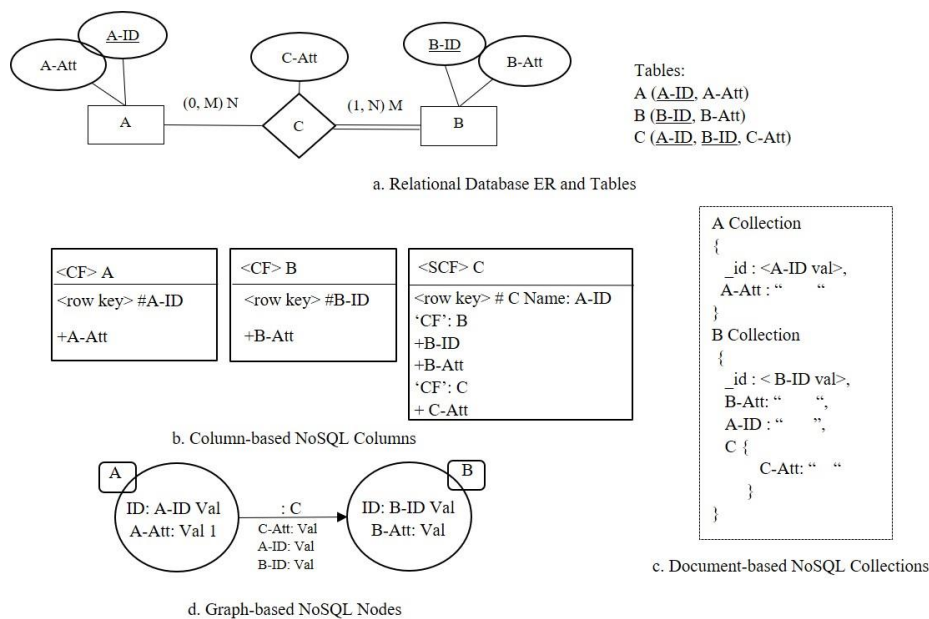 A-ID
A-Att
C-Att
B-ID
B-Att
(0, M) N
(1, N) M
A
C
B
Tables:
A (A-ID, A-Att)
B (B-ID, B-Att)
C (A-ID, B-ID, C-Att)
a. Relational Database ER and Tables
<CF> A
<row key> #A-ID
+A-Att
<CF> B
<row key> #B-ID
+B-Att
<SCF> C
<row key> # C Name: A-ID
‘CF’: B
+B-ID
+B-Att
‘CF’: C
+ C-Att
b. Column-based NoSQL Columns
A Collection
{
_id : <A-ID val>,
A-Att : “ “
}
B Collection
{
_id : < B-ID val>,
B-Att: “ “,
A-ID : “ ”,
C {
C-Att: “ “
}
}
c. Document-based NoSQL Collections
A
ID: A-ID Val
A-Att: Val 1
: C
C-Att: Val
A-ID: Val
B-ID: Val
B
ID: B-ID Val
B-Att: Val
d. Graph-based NoSQL Nodes